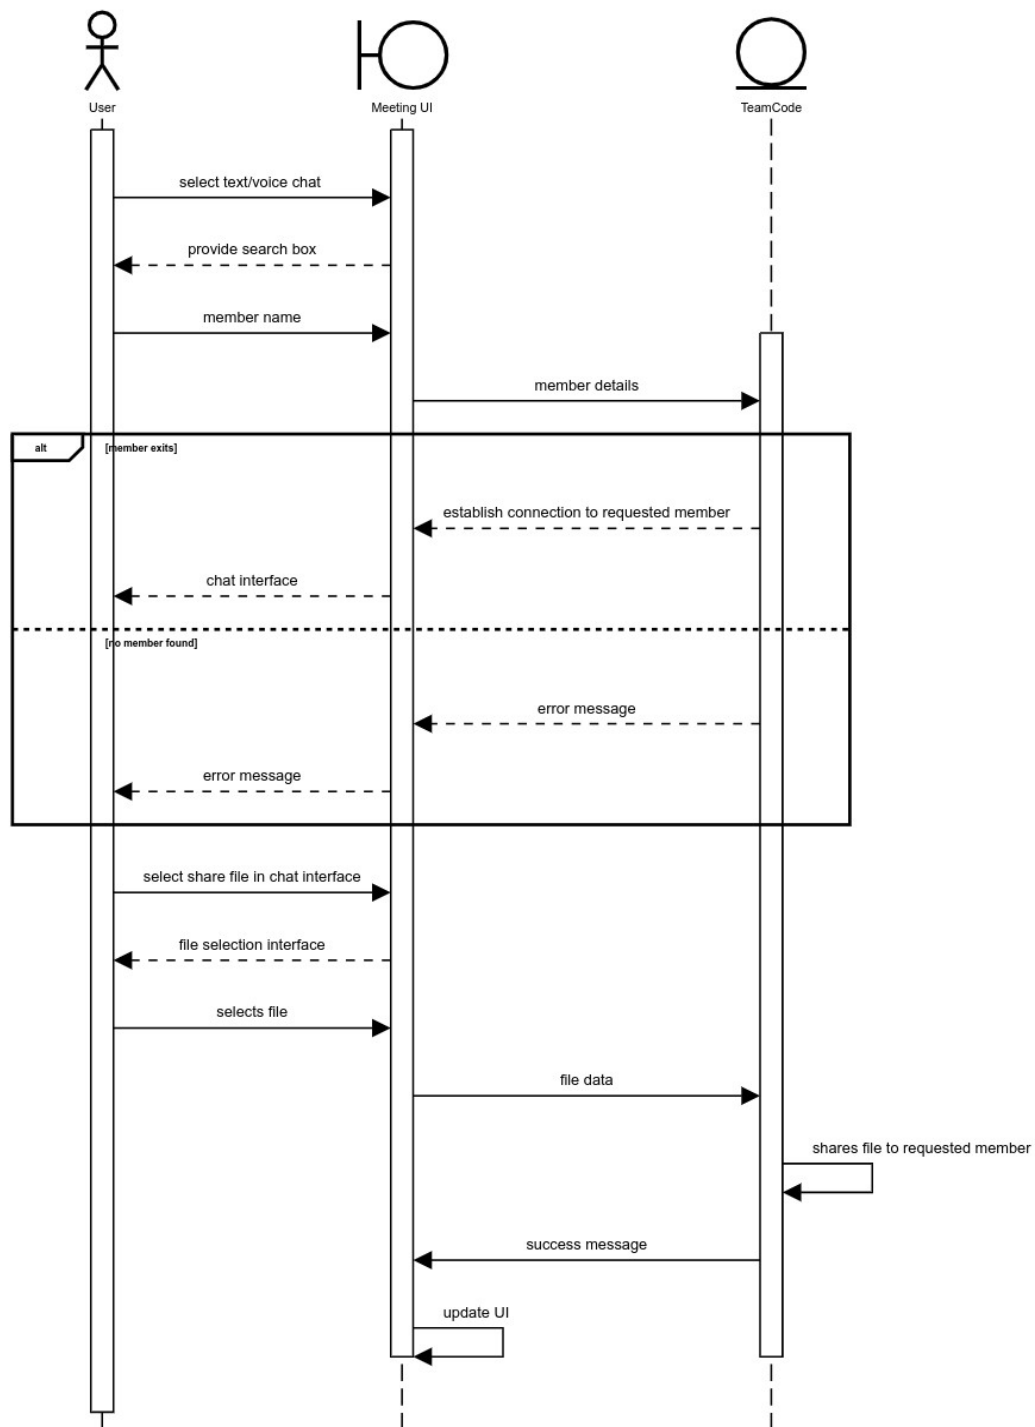 User
Meeting UI
TeamCode
select text/voice chat
provide search box
member name
member details
alt
[member exits]
establish connection to requested member
chat interface
[no member found]
error message
error message
select share file in chat interface
file selection interface
selects file
file data
shares file to requested member
success message
update UI